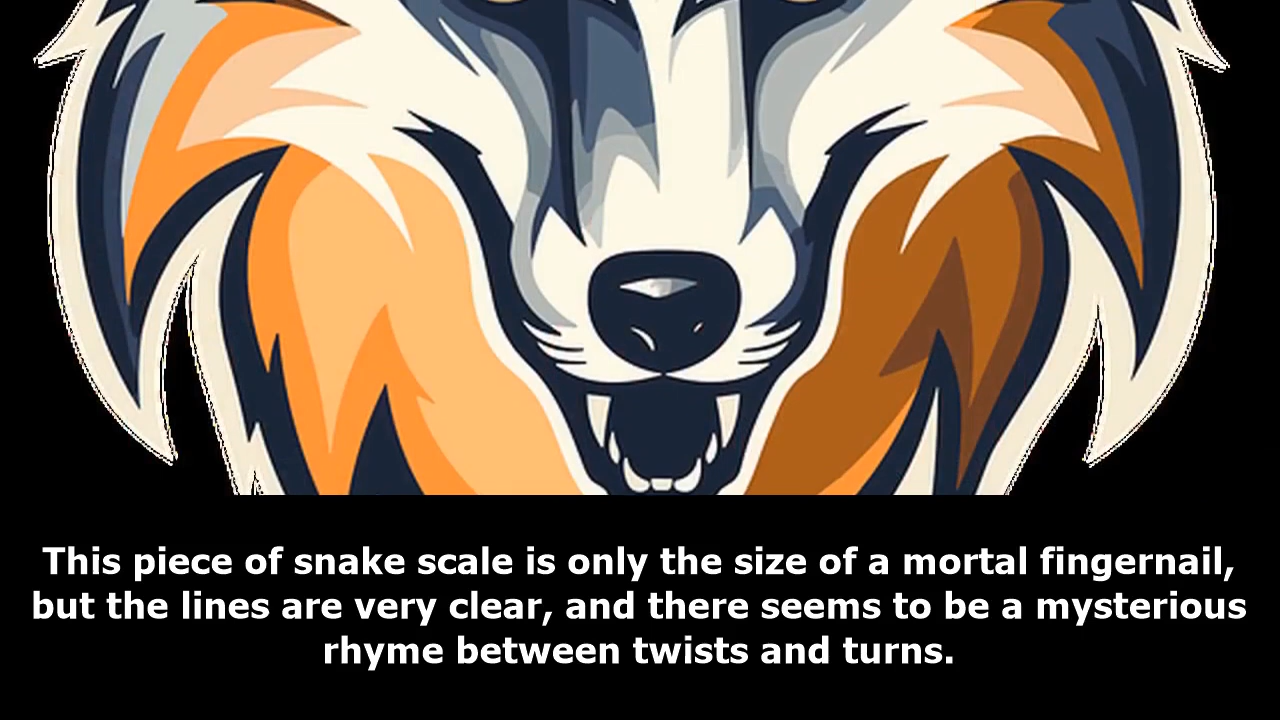 This piece of snake scale is only the size of a mortal fingernail,
but the lines are very clear, and there seems to be a mysterious
rhyme between twists and turns.